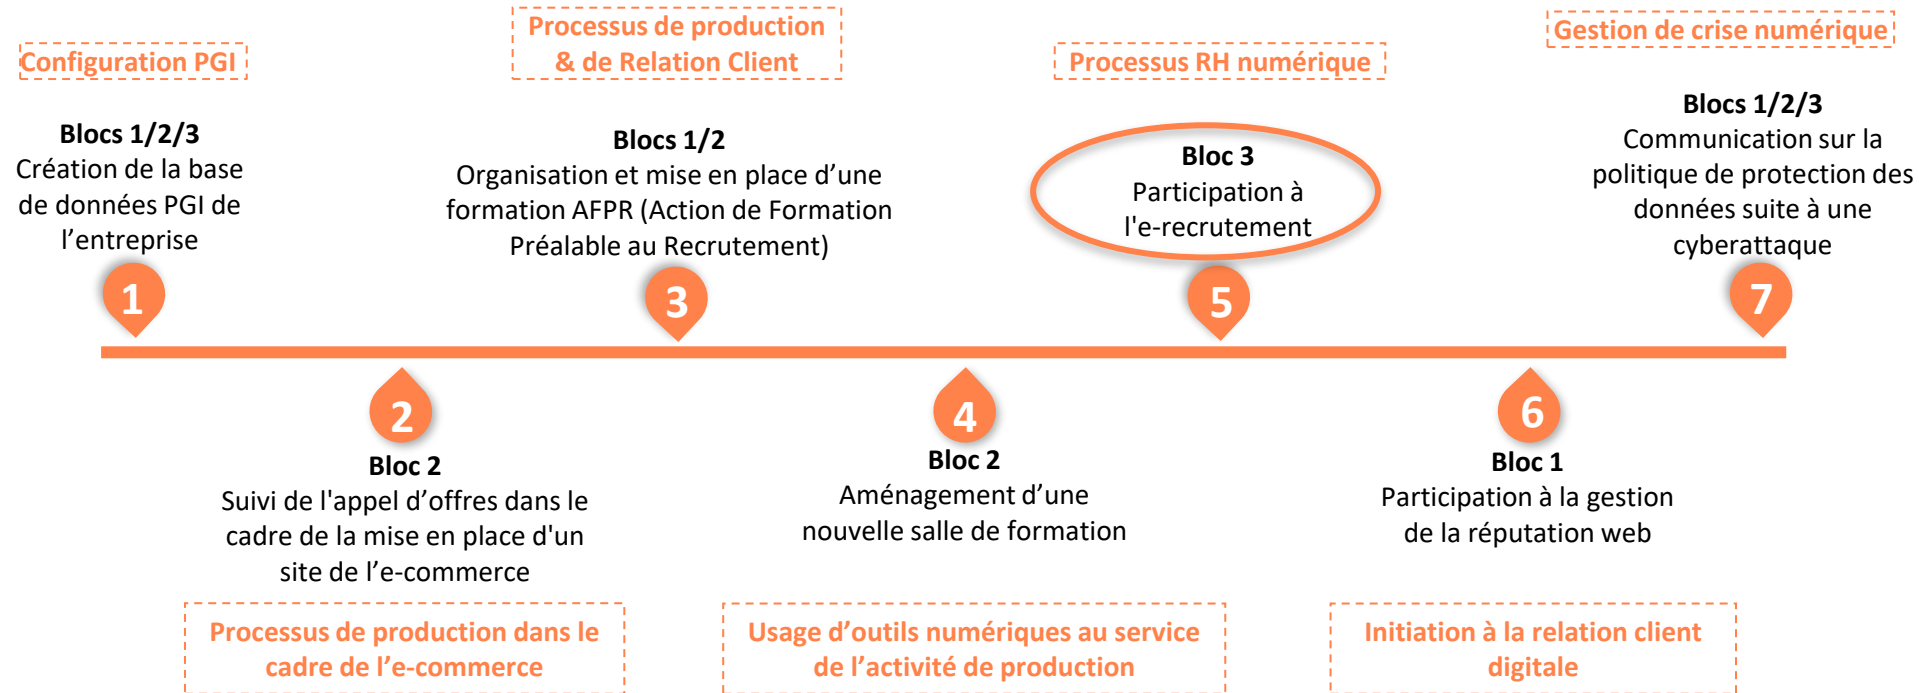 Configuration PGI
Blocs 1/2/3
Création de la base
de données PGI de
l’entreprise
1
Processus de production
& de Relation Client
Blocs 1/2
Organisation et mise en place d’une
formation AFPR (Action de Formation
Préalable au Recrutement)
3
Processus RH numérique
Bloc 3
Participation à
l'e-recrutement
5
Gestion de crise numérique
Blocs 1/2/3
Communication sur la
politique de protection des
données suite à une
cyberattaque
7
2
Bloc 2
Suivi de l'appel d’offres dans le
cadre de la mise en place d'un
site de l’e-commerce
Processus de production dans le
cadre de l’e-commerce
4
Bloc 2
Aménagement d’une
nouvelle salle de formation
Usage d’outils numériques au service
de l’activité de production
6
Bloc 1
Participation à la gestion
de la réputation web
Initiation à la relation client
digitale